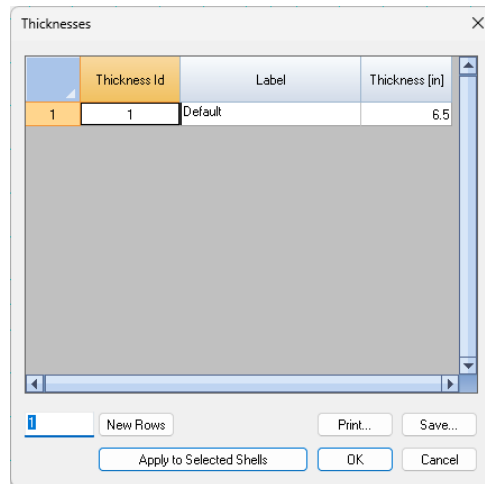 Thicknesses
Thickness Id Label Thickness [in]
1 1 Default 6.5
1 New Rows Print... Save...
Apply to Selected Shells OK Cancel